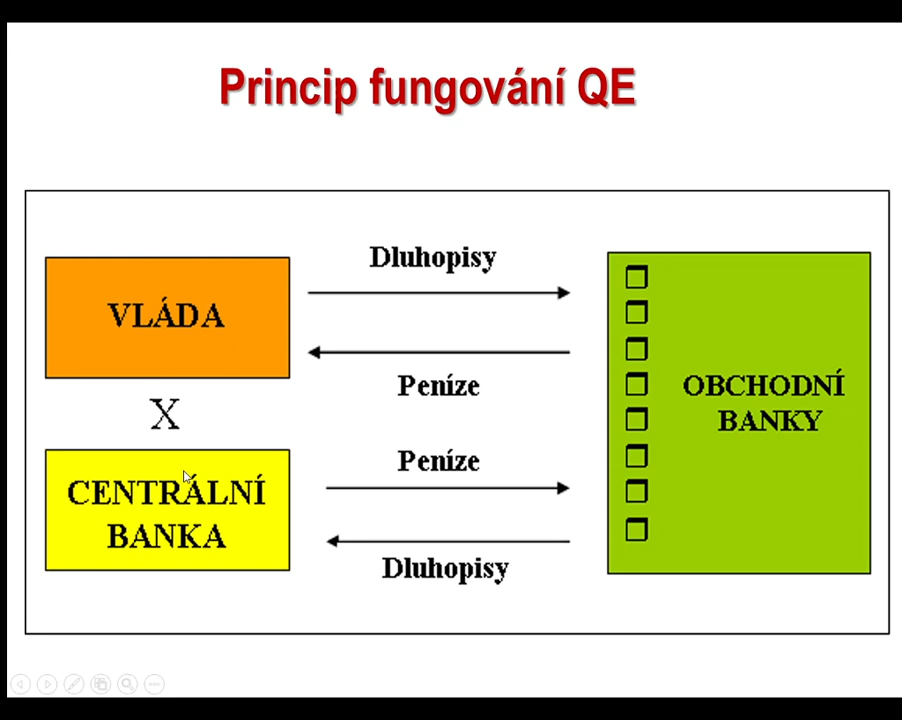 Princip fungování QE
Dluhopisy
VLÁDA
Peníze
X
OBCHODNÍ
BANKY
Peníze
CENTRÁLNÍ
BANKA
Dluhopisy